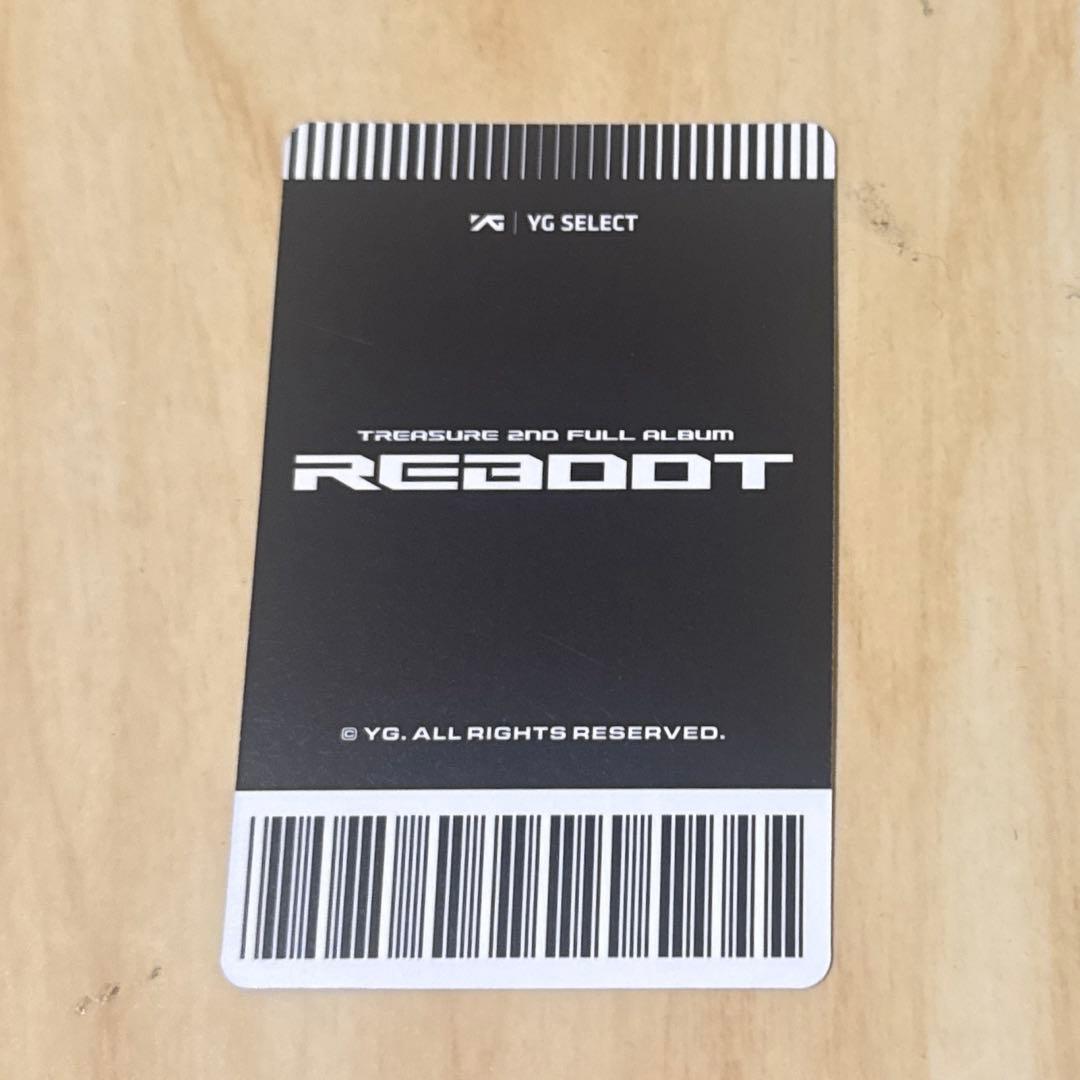 YG | YG SELECT
TREASURE 2ND FULL ALBUM
REBOOT
© YG. ALL RIGHTS RESERVED.